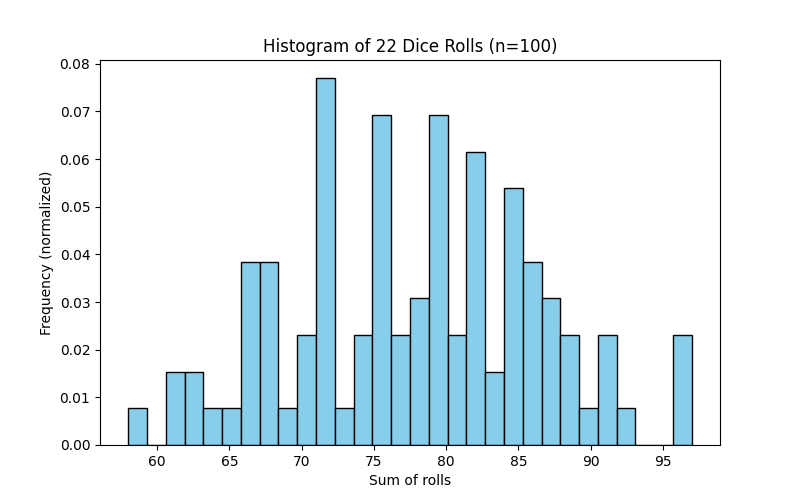 Histogram of 22 Dice Rolls (n=100)
Frequency (normalized)
0.08
0.07
0.06
0.05
0.04
0.03
0.02
0.01
0.00
60 65 70 75 80 85 90 95
Sum of rolls